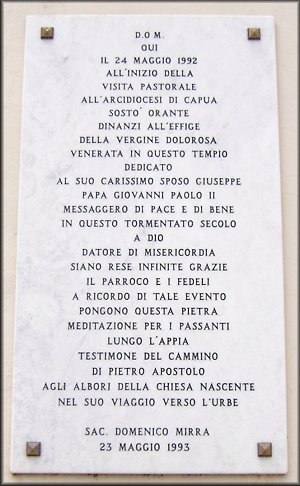 D.O.M.
QUI
IL 24 MAGGIO 1992
ALL'INIZIO DELLA
VISITA PASTORALE
ALL'ARCIDIOCESI DI CAPUA
SOSTO' ORANTE
DINANZI ALL'EFFIGE
DELLA VERGINE DOLOROSA
VENERATA IN QUESTO TEMPIO
DEDICATO
AL SUO CARISSIMO SPOSO GIUSEPPE
PAPA GIOVANNI PAOLO II
MESSAGGERO DI PACE E DI BENE
IN QUESTO TORMENTATO SECOLO
A DIO
DATORE DI MISERICORDIA
SIANO RESE INFINITE GRAZIE
IL PARROCO E I FEDELI
A RICORDO DI TALE EVENTO
PONGONO QUESTA PIETRA
MEDITAZIONE PER I PASSANTI
LUNGO L'APPIA
TESTIMONE DEL CAMMINO
DI PIETRO APOSTOLO
AGLI ALBORI DELLA CHIESA NASCENTE
NEL SUO VIAGGIO VERSO L'URBE
SAC. DOMENICO MIRRA
23 MAGGIO 1993